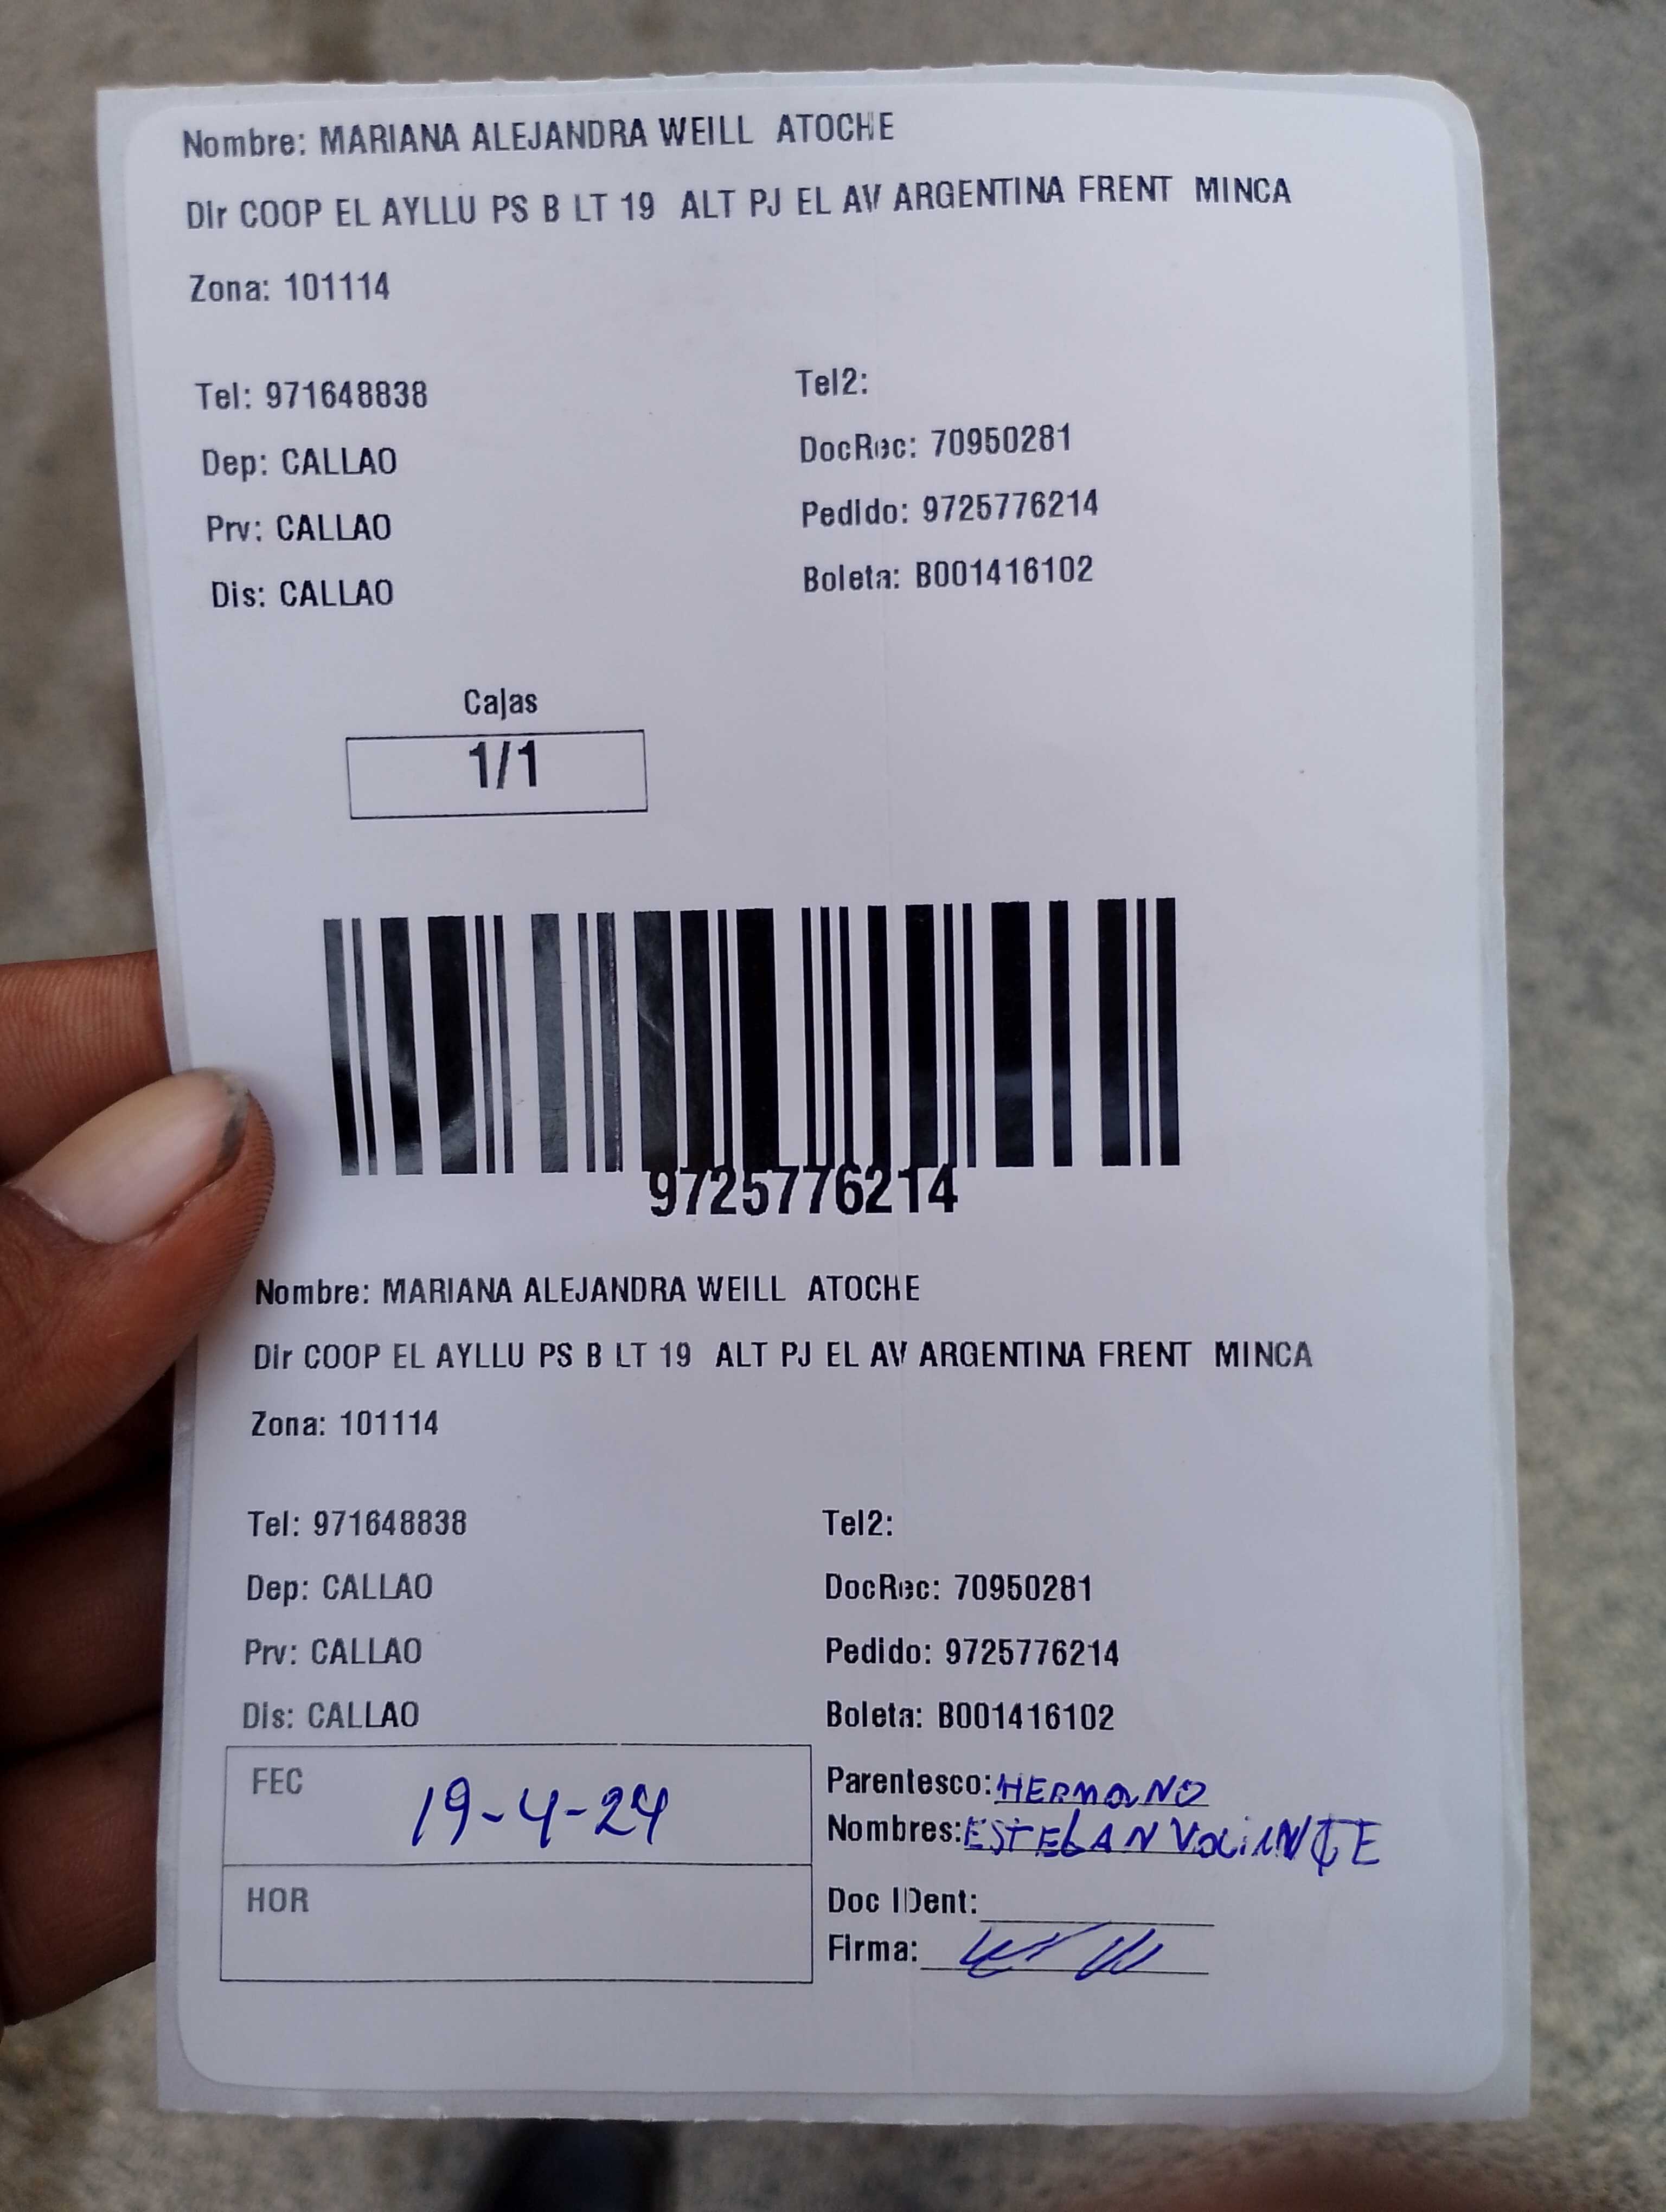 Nombre: MARIANA ALEJANDRA WEILL ATOCHE
Dir COOP EL AYLLU PS B LT 19 ALT PJ EL AV ARGENTINA FRENT MINCA
Zona: 101114
Tel: 971648838 Tel2:
Dep: CALLAO DocRec: 70950281
Prv: CALLAO Pedido: 9725776214
Dis: CALLAO Boleta: B001416102
Cajas
1/1
9725776214
Nombre: MARIANA ALEJANDRA WEILL ATOCHE
Dir COOP EL AYLLU PS B LT 19 ALT PJ EL AV ARGENTINA FRENT MINCA
Zona: 101114
Tel: 971648838 Tel2:
Dep: CALLAO DocRec: 70950281
Prv: CALLAO Pedido: 9725776214
Dis: CALLAO Boleta: B001416102
FEC 19-4-24 Parentesco: HERMANO
Nombres:
HOR Doc IDent:
Firma: